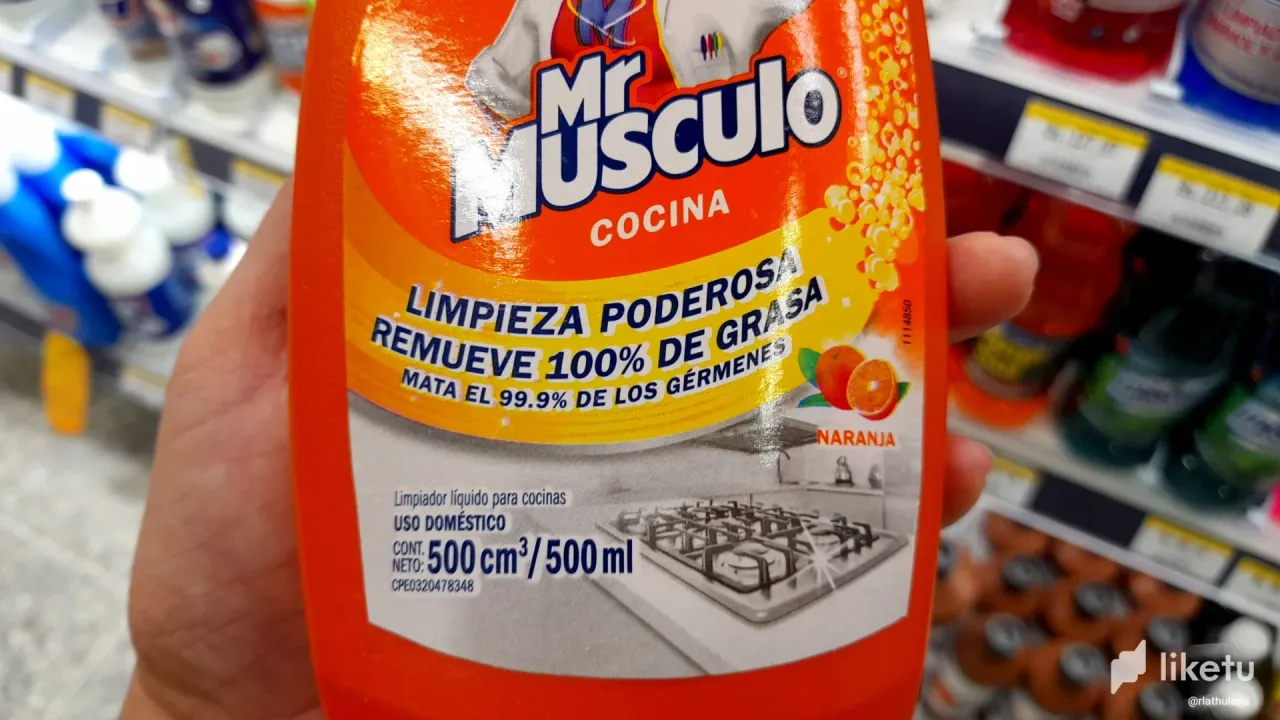 Mr
MUSCULO
COCINA
LIMPIEZA PODEROSA
REMUEVE 100% DE GRASA
MATA EL 99.9% DE LOS GÉRMENES
1114850
NARANJA
Limpiador líquido para cocinas
USO DOMÉSTICO
CONT. NETO: 500 cm³/500 ml
CPE0320478348
liketu